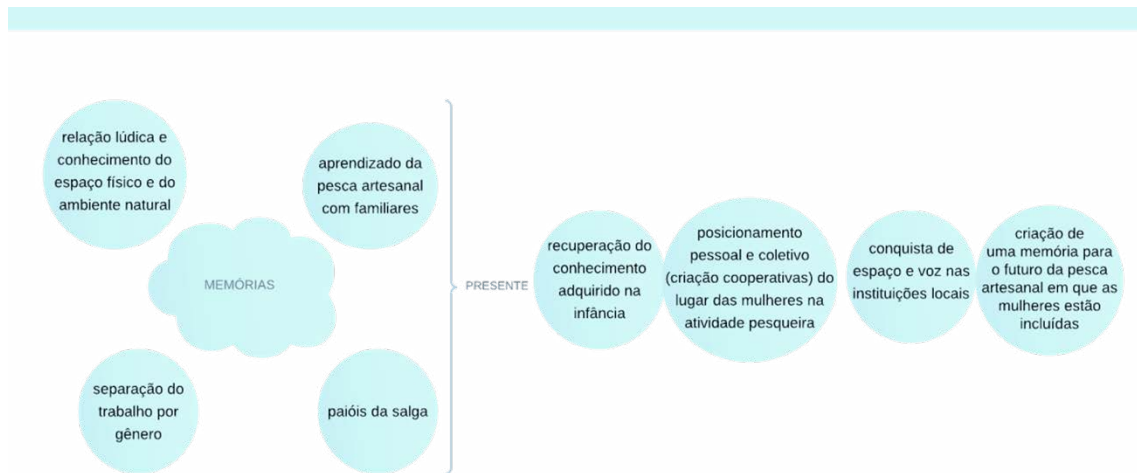 relação lúdica e
conhecimento do
espaço físico e do
ambiente natural
aprendizado da
pesca artesanal
com familiares
MEMÓRIAS
separação do
trabalho por
gênero
paióis da salga
PRESENTE
recuperação do
conhecimento
adquirido na
infância
posicionamento
pessoal e coletivo
(criação cooperativas) do
lugar das mulheres na
atividade pesqueira
conquista de
espaço e voz nas
instituições locais
criação de
uma memória para
o futuro da pesca
artesanal em que as
mulheres estão
incluídas